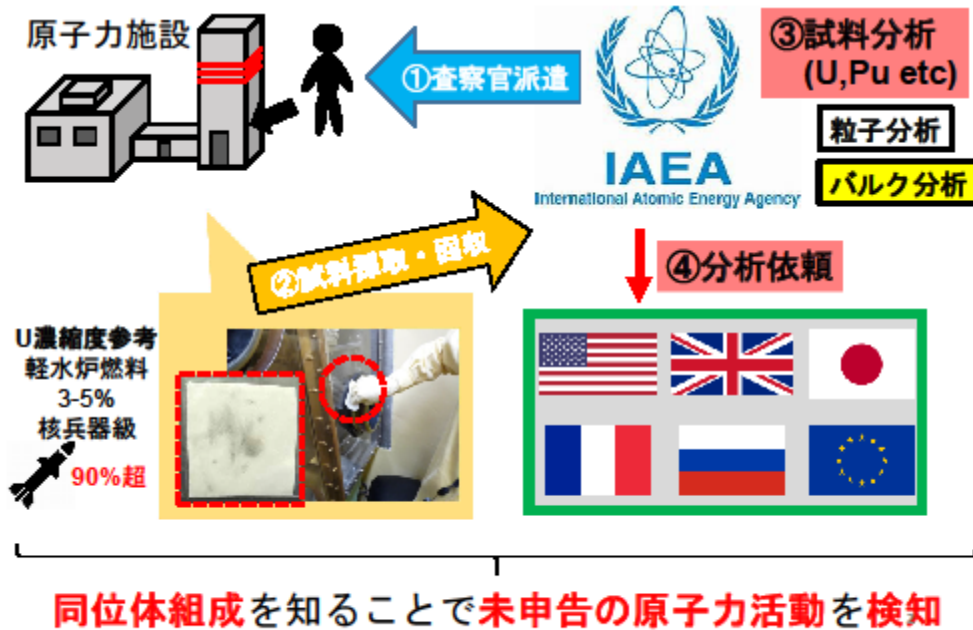 原子力施設
①査察官派遣
IAEA
International Atomic Energy Agency
③試料分析
(U,Pu etc)
粒子分析
バルク分析
②試料採取・回収
④分析依頼
U濃縮度参考
軽水炉燃料
3-5%
核兵器級
90%超
同位体組成を知ることで未申告の原子力活動を検知